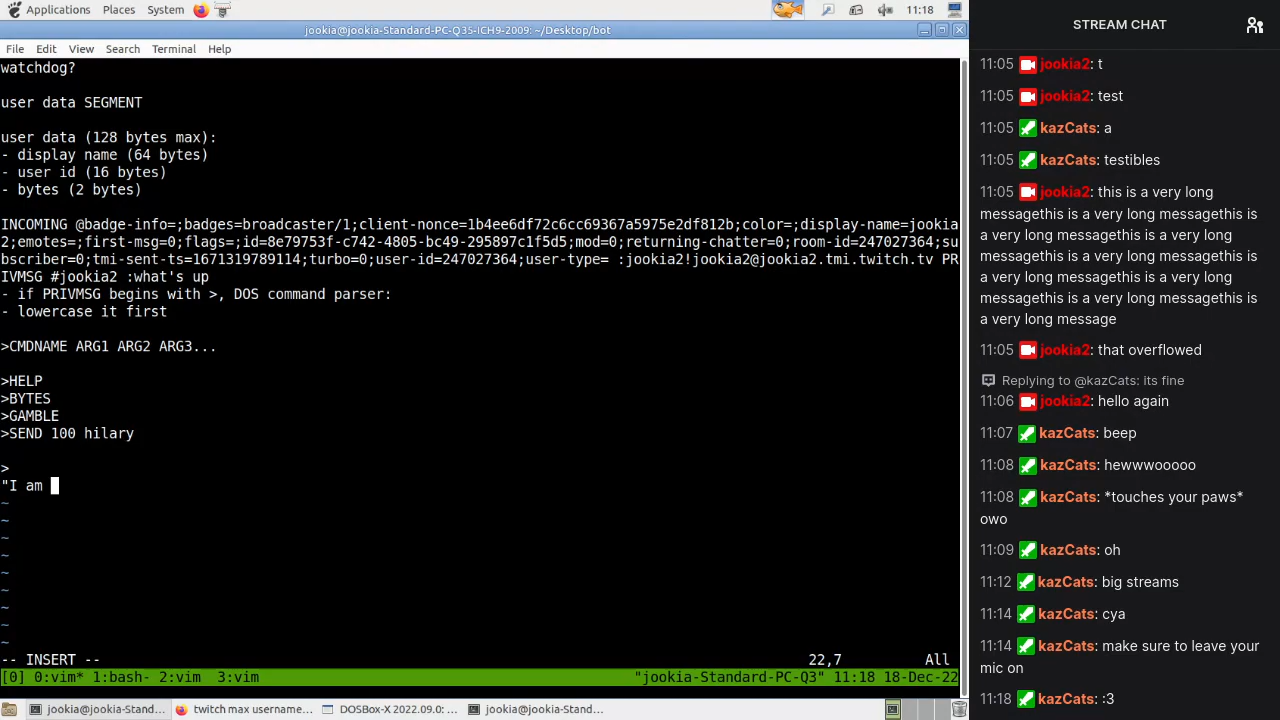 Applications Places System 11:18
jookia@jookia-Standard-PC-Q35-ICH9-2009: ~/Desktop/bot
File Edit View Search Terminal Help
watchdog?
user data SEGMENT
user data (128 bytes max):
- display name (64 bytes)
- user id (16 bytes)
- bytes (2 bytes)
INCOMING @badge-info=;badges=broadcaster/1;client-nonce=1b4ee6df72c6cc69367a5975e2df812b;color=;display-name=jookia
2;emotes=;first-msg=0;flags=;id=8e79753f-c742-4805-bc49-295897c1f5d5;mod=0;returning-chatter=0;room-id=247027364;su
bscriber=0;tmi-sent-ts=1671319789114;turbo=0;user-id=247027364;user-type= :jookia2!jookia2@jookia2.tmi.twitch.tv PR
IVMSG #jookia2 :what's up
- if PRIVMSG begins with >, DOS command parser:
- lowercase it first
>CMDNAME ARG1 ARG2 ARG3...
>HELP
>BYTES
>GAMBLE
>SEND 100 hilary
>
"I am
~
~
~
~
~
~
~
~
~
-- INSERT -- 22,7 All
[0] 0:vim* 1:bash- 2:vim 3:vim "jookia-Standard-PC-Q3" 11:18 18-Dec-22
jookia@jookia-Stand... twitch max username... DOSBox-X 2022.09.0: ... jookia@jookia-Stand...
STREAM CHAT
11:05 jookia2: t
11:05 jookia2: test
11:05 kazCats: a
11:05 kazCats: testibles
11:05 jookia2: this is a very long
messagethis is a very long messagethis is
a very long messagethis is a very long
messagethis is a very long messagethis is
a very long messagethis is a very long
messagethis is a very long messagethis is
a very long message
11:05 jookia2: that overflowed
Replying to @kazCats: its fine
11:06 jookia2: hello again
11:07 kazCats: beep
11:08 kazCats: hewwwooooo
11:08 kazCats: *touches your paws*
owo
11:09 kazCats: oh
11:12 kazCats: big streams
11:14 kazCats: cya
11:14 kazCats: make sure to leave your
mic on
11:18 kazCats: :3